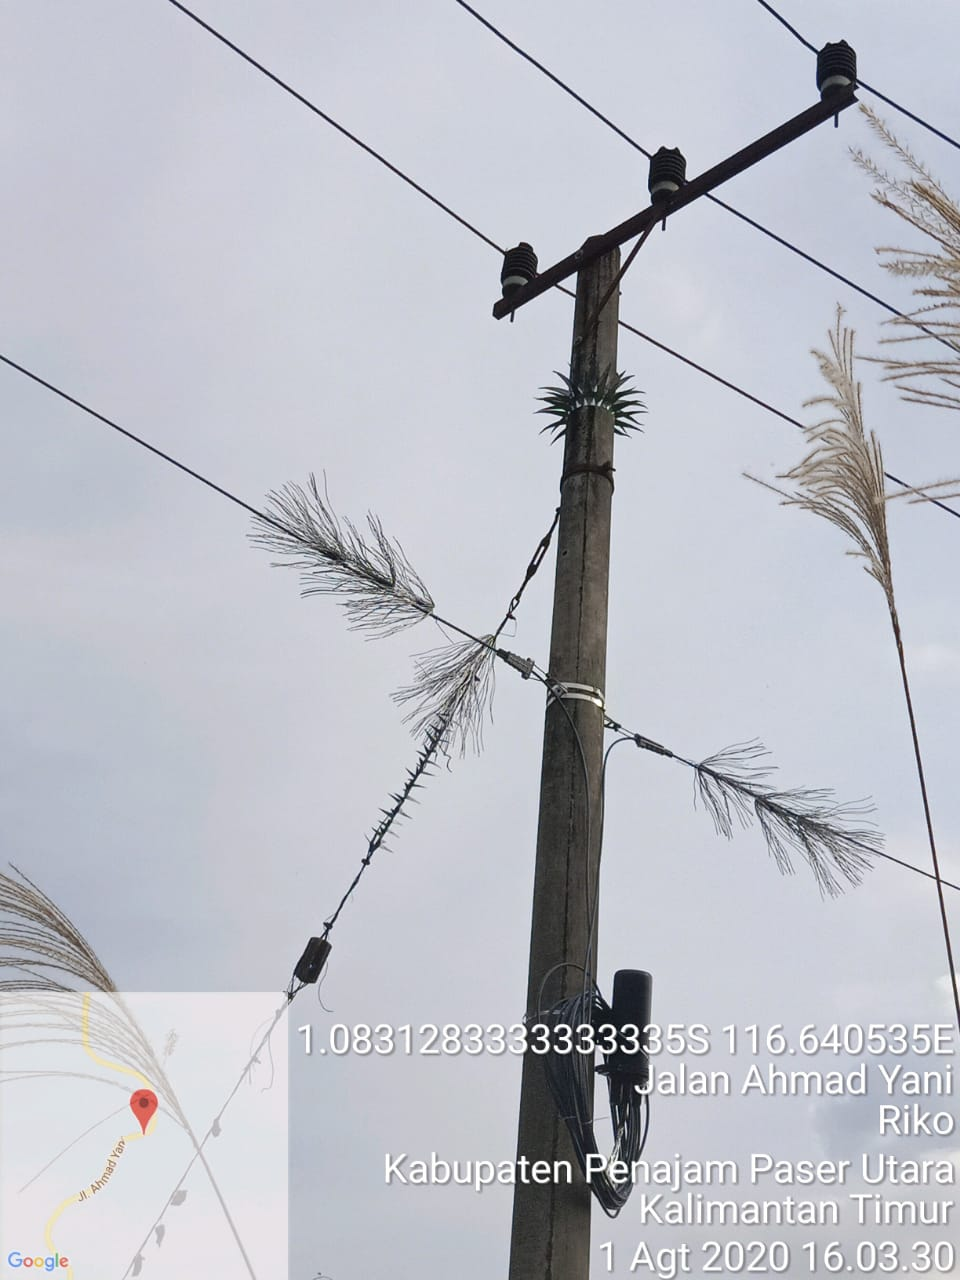 1.0831283333333335S 116.640535E
Jalan Ahmad Yani
Riko
Kabupaten Penajam Paser Utara
Kalimantan Timur
1 Agt 2020 16.03.30
Jl. Ahmad Yani
Google